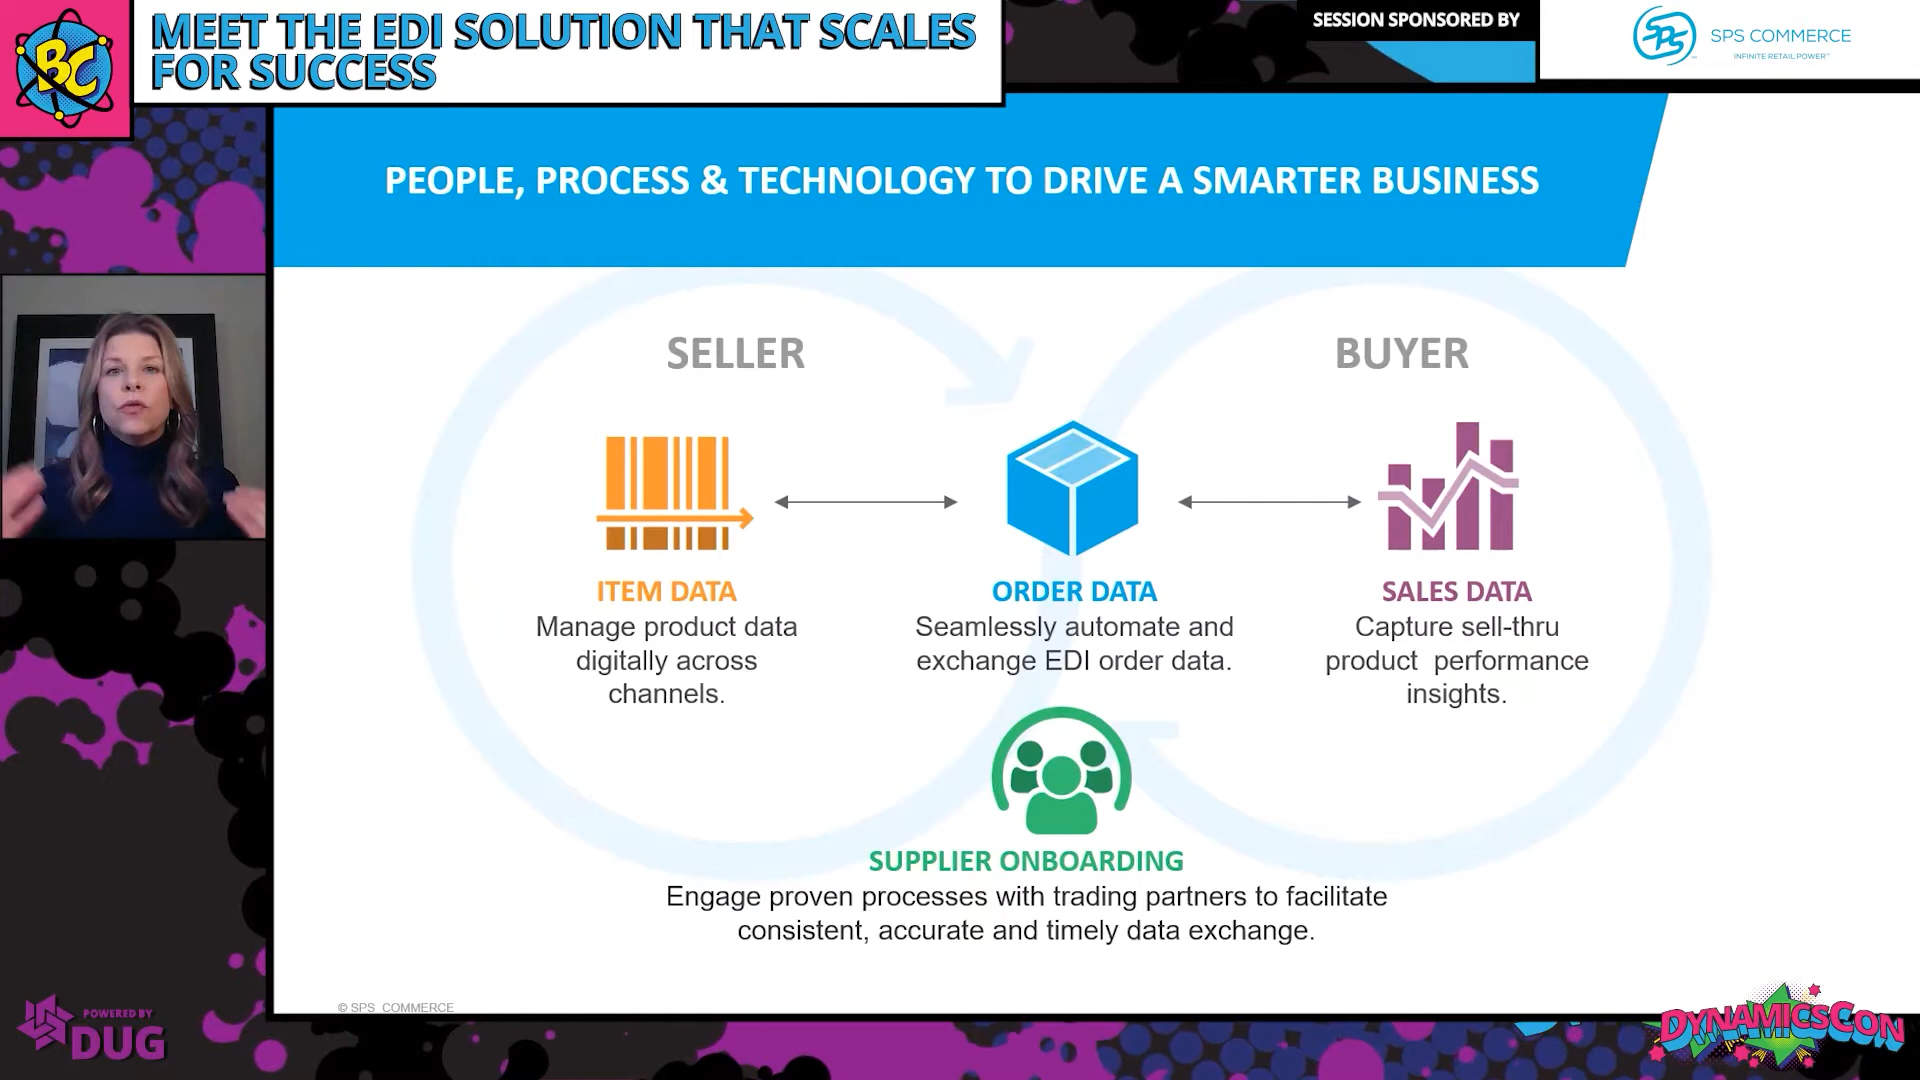 BC
MEET THE EDI SOLUTION THAT SCALES
FOR SUCCESS
SESSION SPONSORED BY
SPS
SPS COMMERCE
INFINITE RETAIL POWER™
PEOPLE, PROCESS & TECHNOLOGY TO DRIVE A SMARTER BUSINESS
SELLER
BUYER
ITEM DATA
Manage product data
digitally across
channels.
ORDER DATA
Seamlessly automate and
exchange EDI order data.
SALES DATA
Capture sell-thru
product performance
insights.
SUPPLIER ONBOARDING
Engage proven processes with trading partners to facilitate
consistent, accurate and timely data exchange.
© SPS COMMERCE
POWERED BY
DUG
DYNAMICSCON